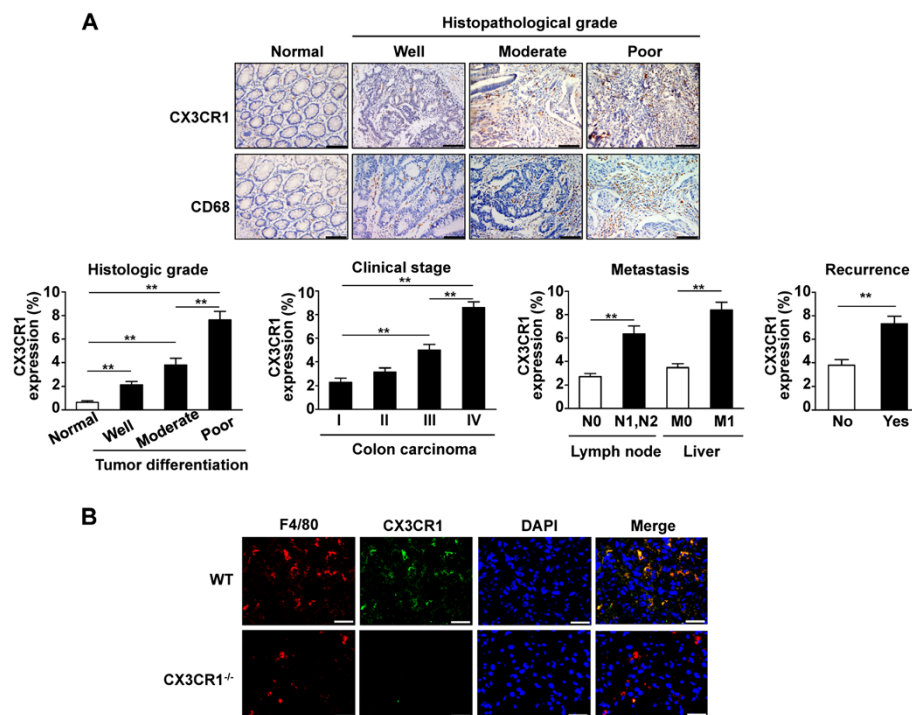 A
Histopathological grade
Normal Well Moderate Poor
CX3CR1
CD68
Histologic grade
CX3CR1
expression (%)
10
8
6
4
2
0
**
**
**
**
**
Normal Well Moderate Poor
Tumor differentiation
Clinical stage
CX3CR1
expression (%)
10
8
6
4
2
0
**
**
**
I II III IV
Colon carcinoma
Metastasis
CX3CR1
expression (%)
10
8
6
4
2
0
**
**
N0 N1,N2 M0 M1
Lymph node Liver
Recurrence
CX3CR1
expression (%)
10
8
6
4
2
0
**
No Yes
B
F4/80 CX3CR1 DAPI Merge
WT
CX3CR1-/-